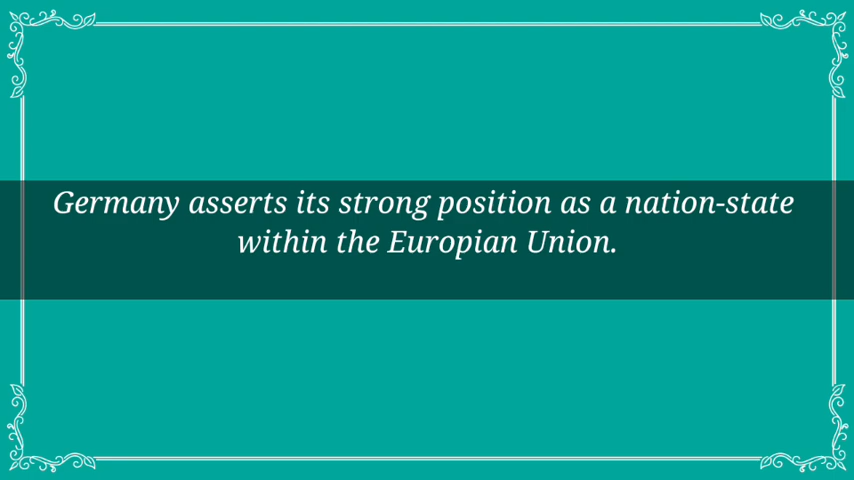 Germany asserts its strong position as a nation-state
within the Europian Union.